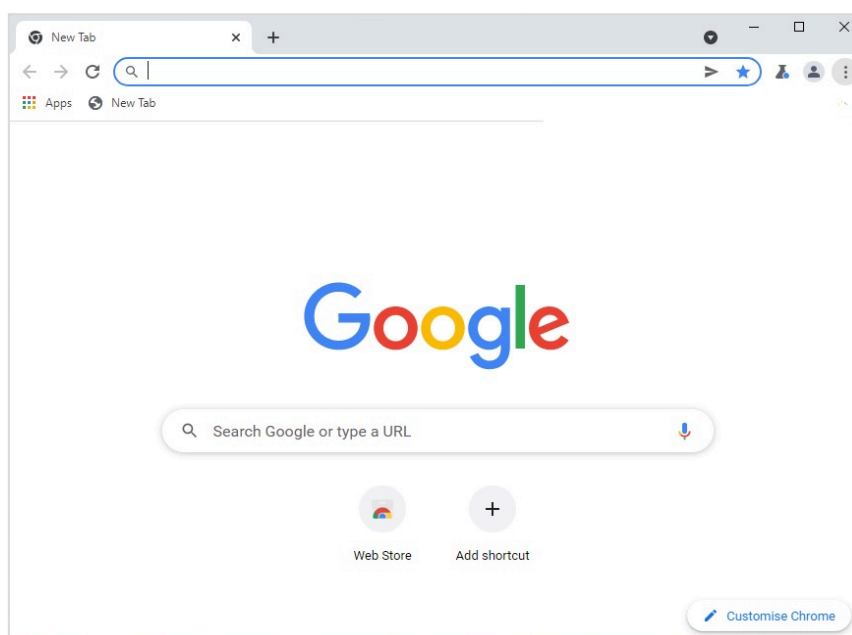 New Tab
Apps New Tab
Google
Search Google or type a URL
Web Store Add shortcut
Customise Chrome